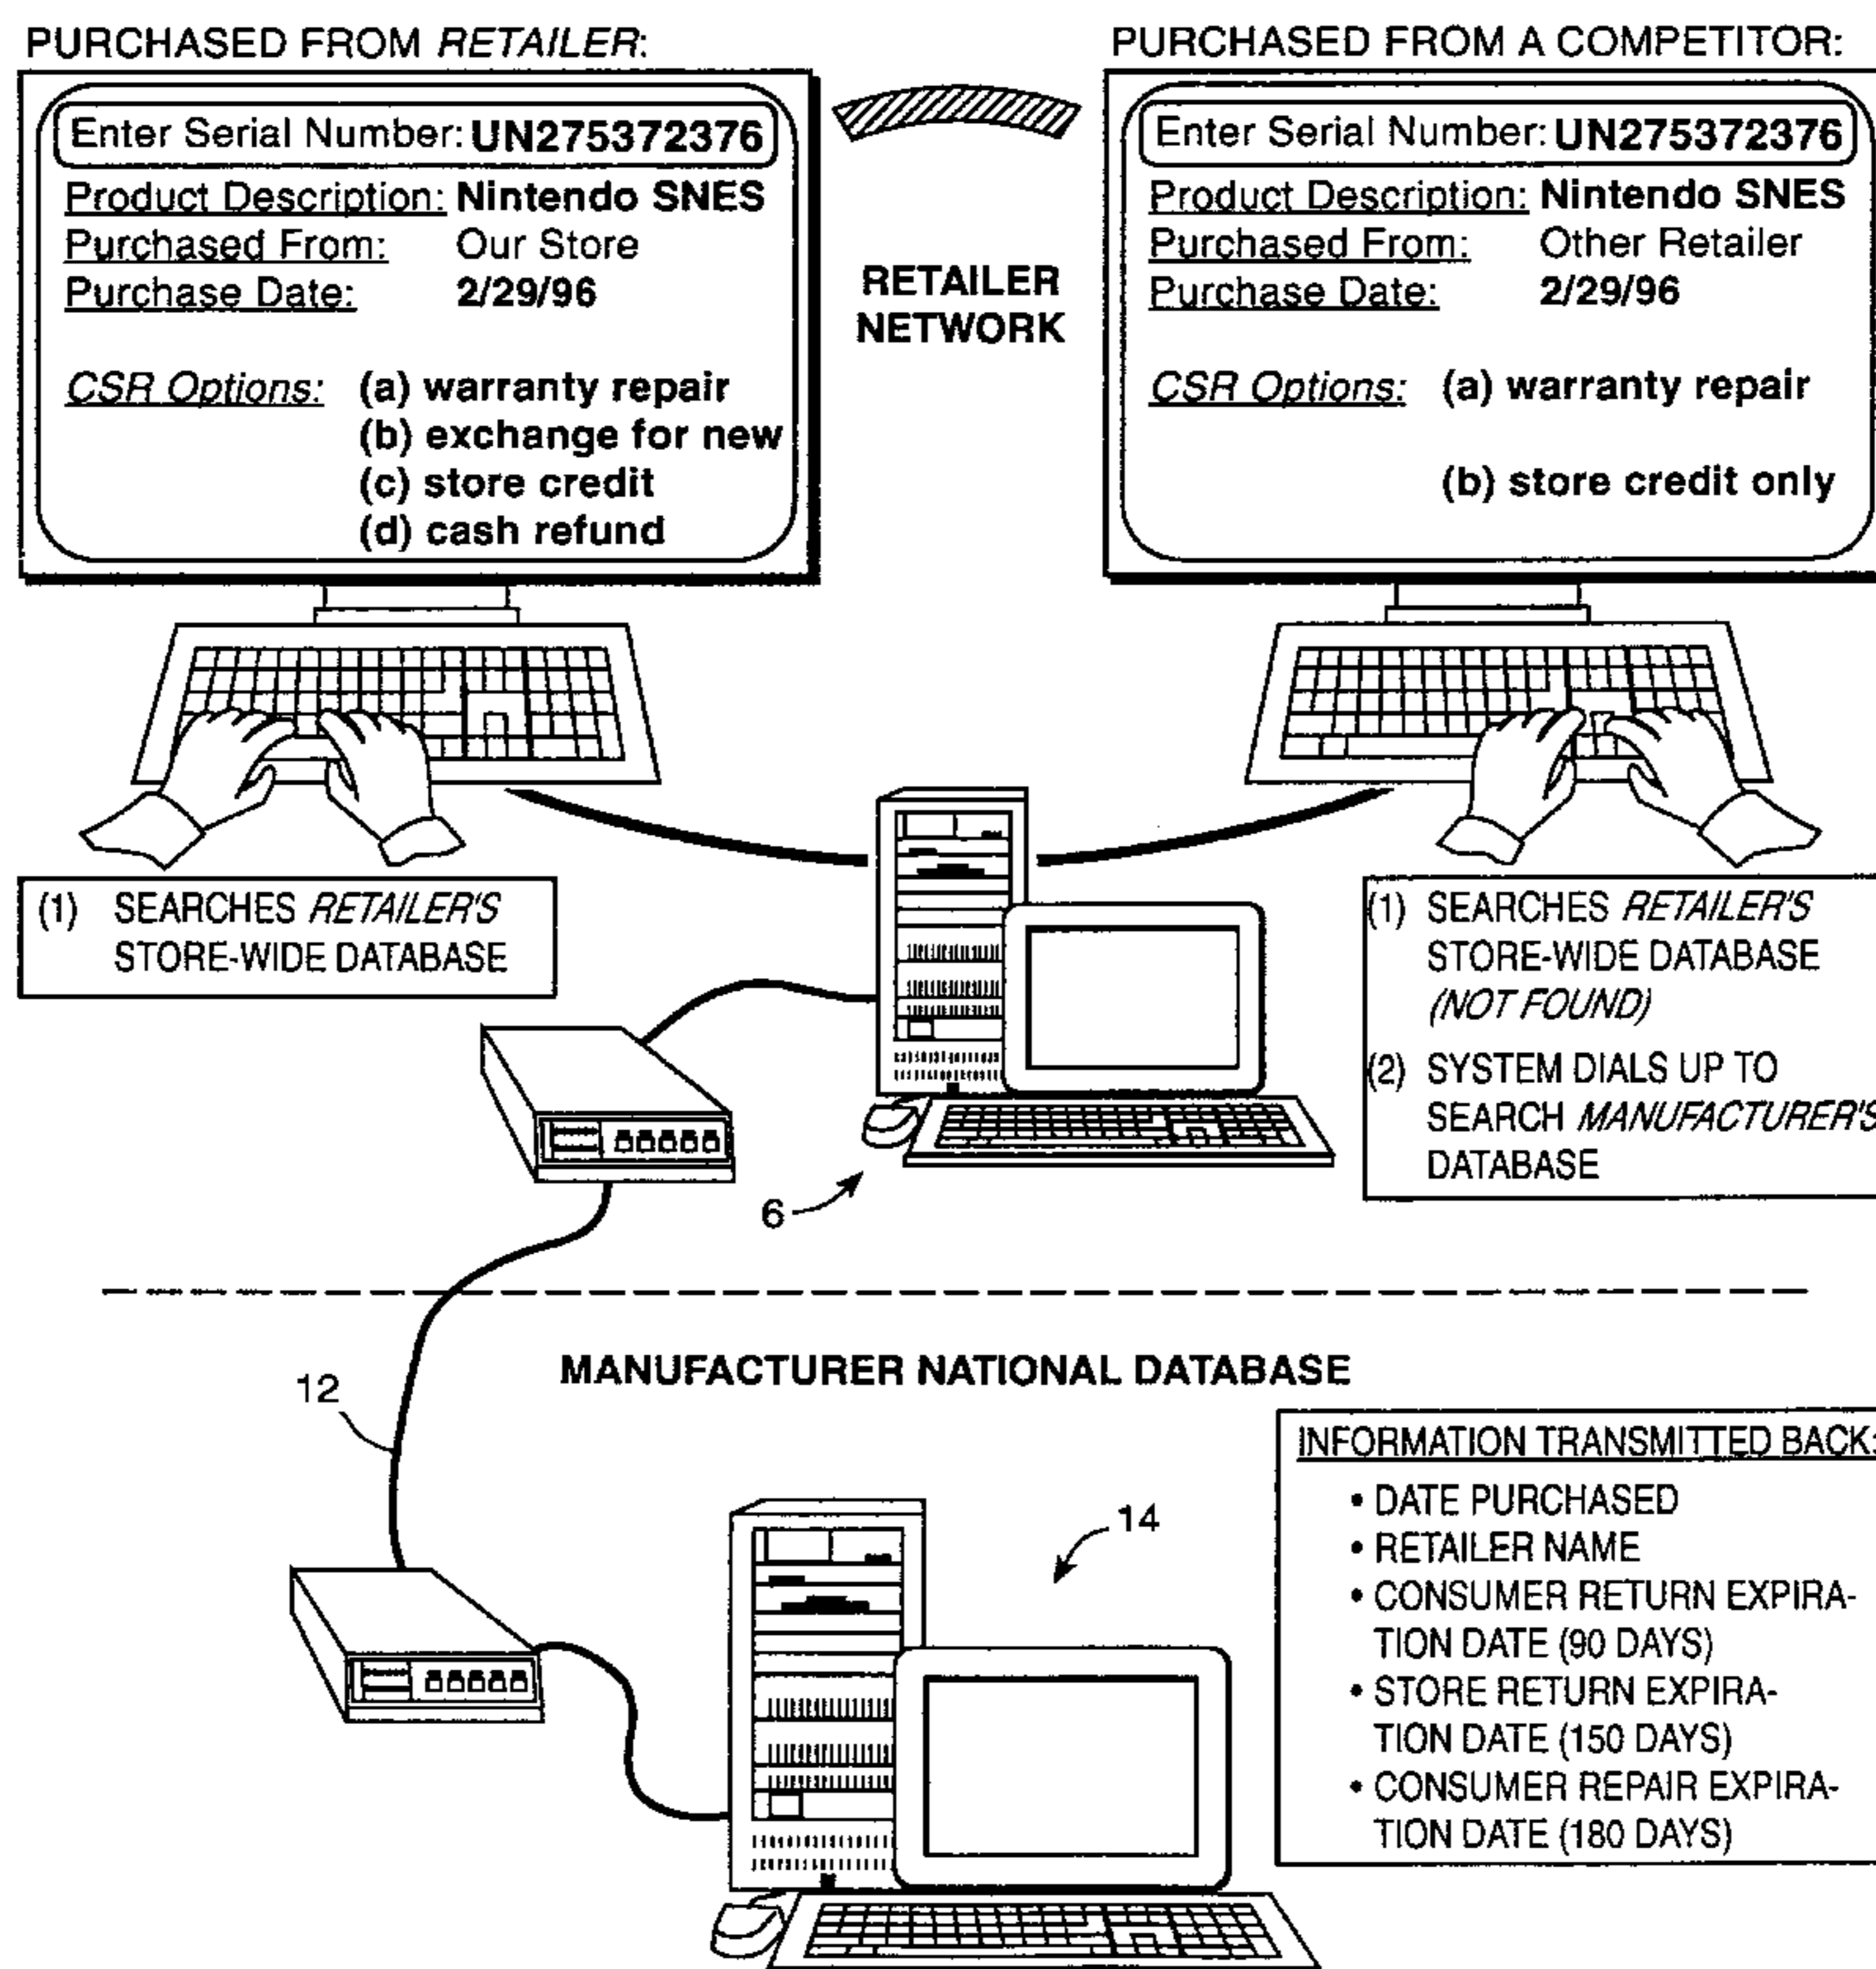 PURCHASED FROM RETAILER:
Enter Serial Number: UN275372376
Product Description: Nintendo SNES
Purchased From: Our Store
Purchase Date: 2/29/96
CSR Options: (a) warranty repair
(b) exchange for new
(c) store credit
(d) cash refund
RETAILER
NETWORK
PURCHASED FROM A COMPETITOR:
Enter Serial Number: UN275372376
Product Description: Nintendo SNES
Purchased From: Other Retailer
Purchase Date: 2/29/96
CSR Options: (a) warranty repair
(b) store credit only
(1) SEARCHES RETAILER'S
STORE-WIDE DATABASE
(1) SEARCHES RETAILER'S
STORE-WIDE DATABASE
(NOT FOUND)
(2) SYSTEM DIALS UP TO
SEARCH MANUFACTURER'S
DATABASE
6
MANUFACTURER NATIONAL DATABASE
12
14
INFORMATION TRANSMITTED BACK:
• DATE PURCHASED
• RETAILER NAME
• CONSUMER RETURN EXPIRA-
TION DATE (90 DAYS)
• STORE RETURN EXPIRA-
TION DATE (150 DAYS)
• CONSUMER REPAIR EXPIRA-
TION DATE (180 DAYS)